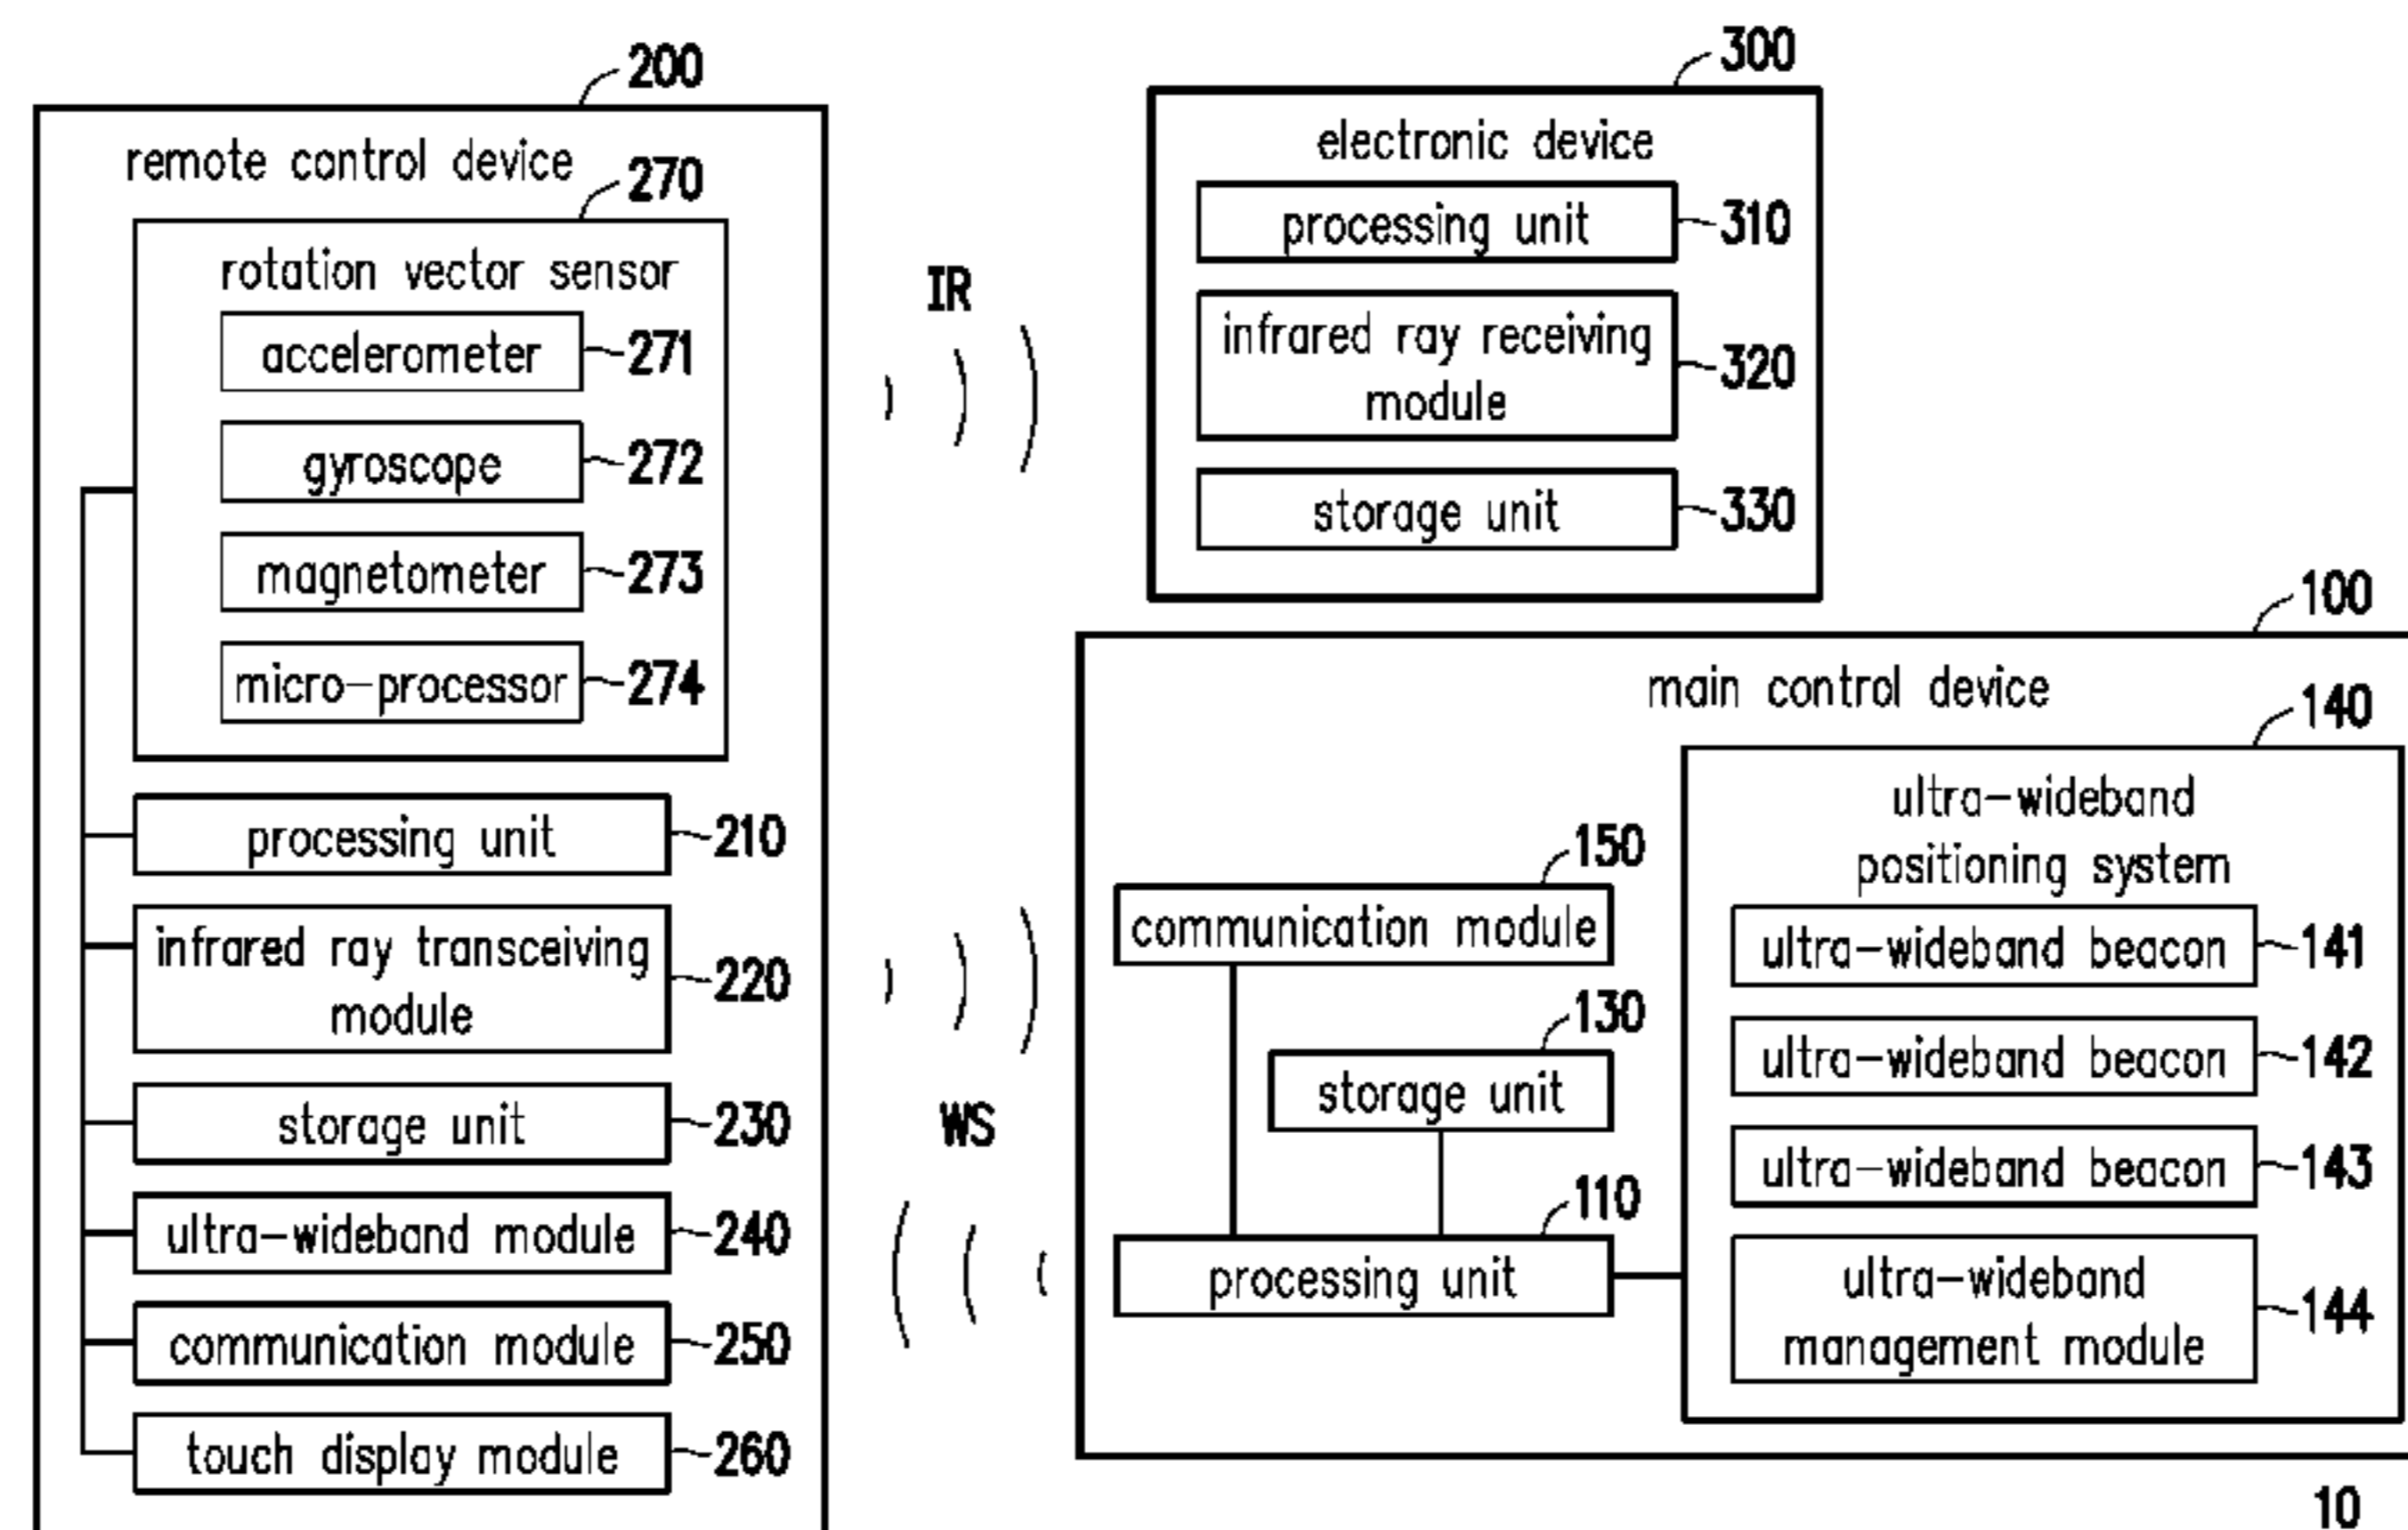 200
remote control device
270
rotation vector sensor
accelerometer 271
gyroscope 272
magnetometer 273
micro-processor 274
processing unit 210
infrared ray transceiving
module
220
storage unit 230
ultra-wideband module 240
communication module 250
touch display module 260
IR
WS
300
electronic device
processing unit 310
infrared ray receiving
module
320
storage unit 330
100
main control device
140
ultra-wideband
positioning system
ultra-wideband beacon 141
ultra-wideband beacon 142
ultra-wideband beacon 143
ultra-wideband
management module
144
150
communication module
130
storage unit
110
processing unit
10